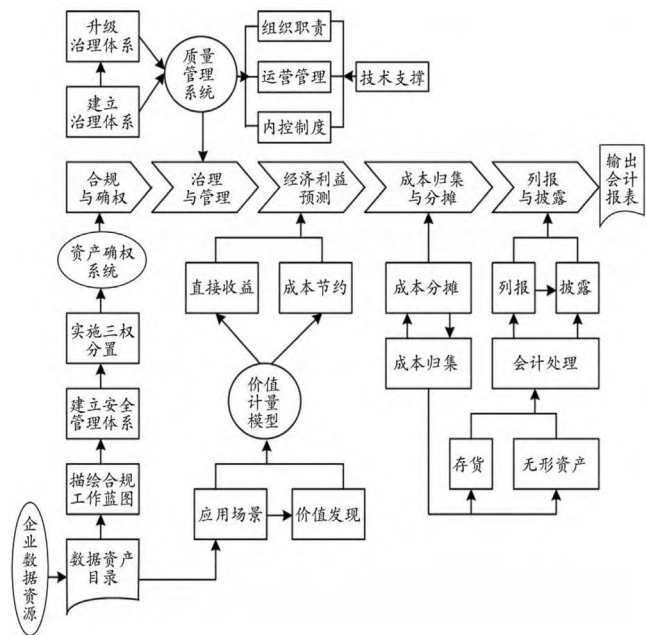 升级
治理体系
建立
治理体系
质量
管理
系统
组织职责
运营管理
内控制度
技术支撑
合规
与确权
治理
与管理
经济利益
预测
成本归集
与分摊
列报
与披露
输出
会计
报表
资产确权
系统
实施三权
分置
建立安全
管理体系
描绘合规
工作蓝图
数据资产
目录
企业数据资源
直接收益
成本节约
价值
计量
模型
应用场景
价值发现
成本分摊
成本归集
列报
披露
会计处理
存货
无形资产